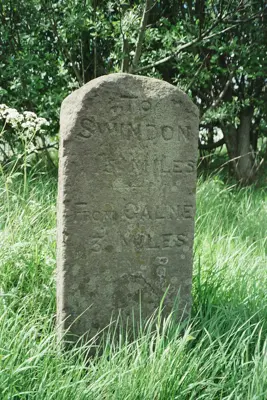 To
SWINDON
MILES
FROM CALNE
3 MILES